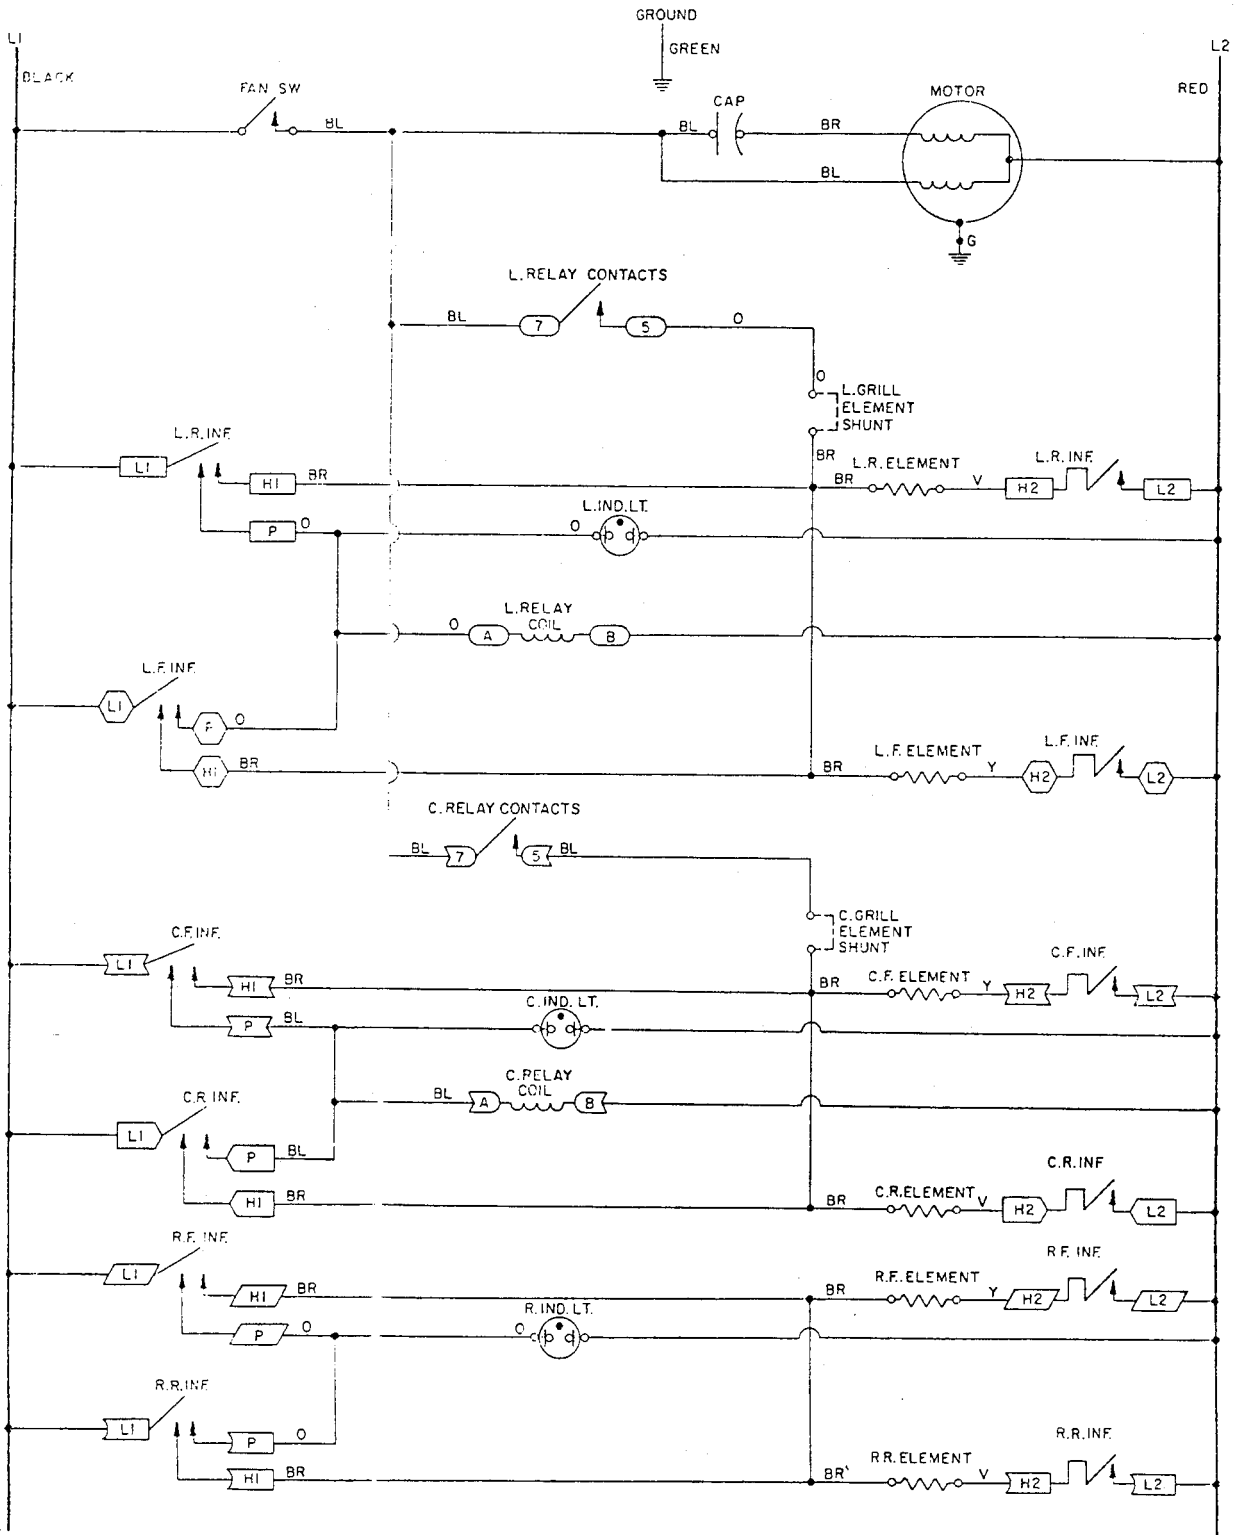 GROUND
L1
GREEN
L2
BLACK
RED
FAN SW
CAP
MOTOR
BL
BL
BR
BL
G
L. RELAY CONTACTS
BL
7
5
O
O
L. GRILL
ELEMENT
SHUNT
L.R. INF.
L1
BR
L.R. ELEMENT
L.R. INF.
H1
BR
BR
V
H2
L2
L. IND. LT.
P
O
O
L. RELAY
COIL
O
A
B
L.F. INF.
L1
P
O
L.F. ELEMENT
L.F. INF.
H1
BR
BR
Y
H2
L2
C. RELAY CONTACTS
BL
7
5
BL
C. GRILL
ELEMENT
SHUNT
C.F. INF.
L1
C.F. INF.
C.F. ELEMENT
H1
BR
BR
Y
H2
L2
C. IND. LT.
P
BL
C. RELAY
COIL
BL
A
B
C.R. INF.
L1
P
BL
C.R. INF
H1
BR
BR
C.R. ELEMENT
V
H2
L2
R.F. INF.
L1
R.F. INF.
R.F. ELEMENT
H1
BR
BR
Y
H2
L2
R. IND. LT.
P
O
O
R.R. INF.
L1
P
O
R.R. INF.
R.R. ELEMENT
H1
BR
BR
V
H2
L2